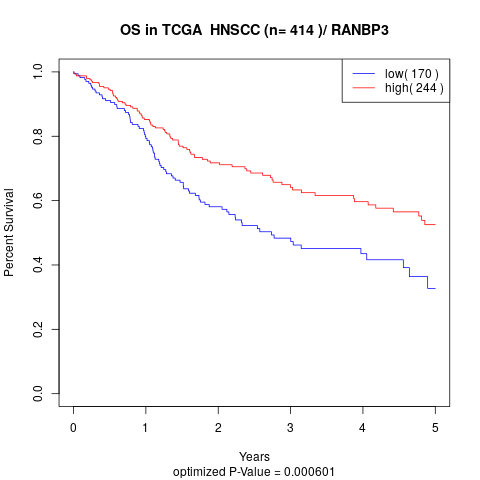 OS in TCGA  HNSCC (n= 414 )/ RANBP3
low( 170 )
high( 244 )
Percent Survival
1.0
0.8
0.6
0.4
0.2
0.0
0 1 2 3 4 5
Years
optimized P-Value = 0.000601